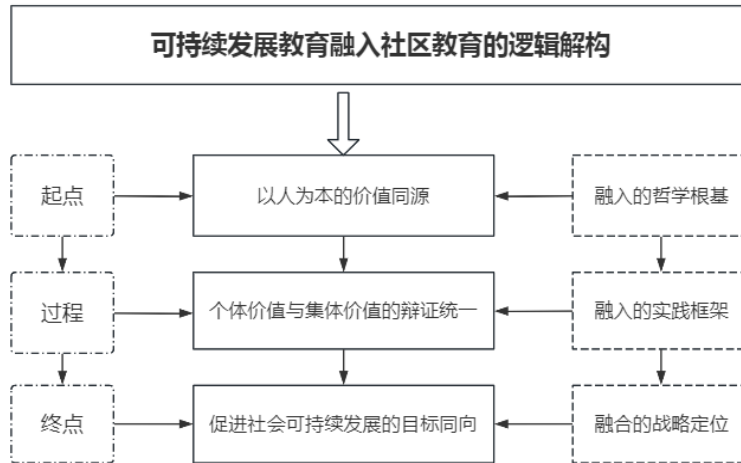 可持续发展教育融入社区教育的逻辑解构
起点
以人为本的价值同源
融入的哲学根基
过程
个体价值与集体价值的辩证统一
融入的实践框架
终点
促进社会可持续发展的目标同向
融合的战略定位